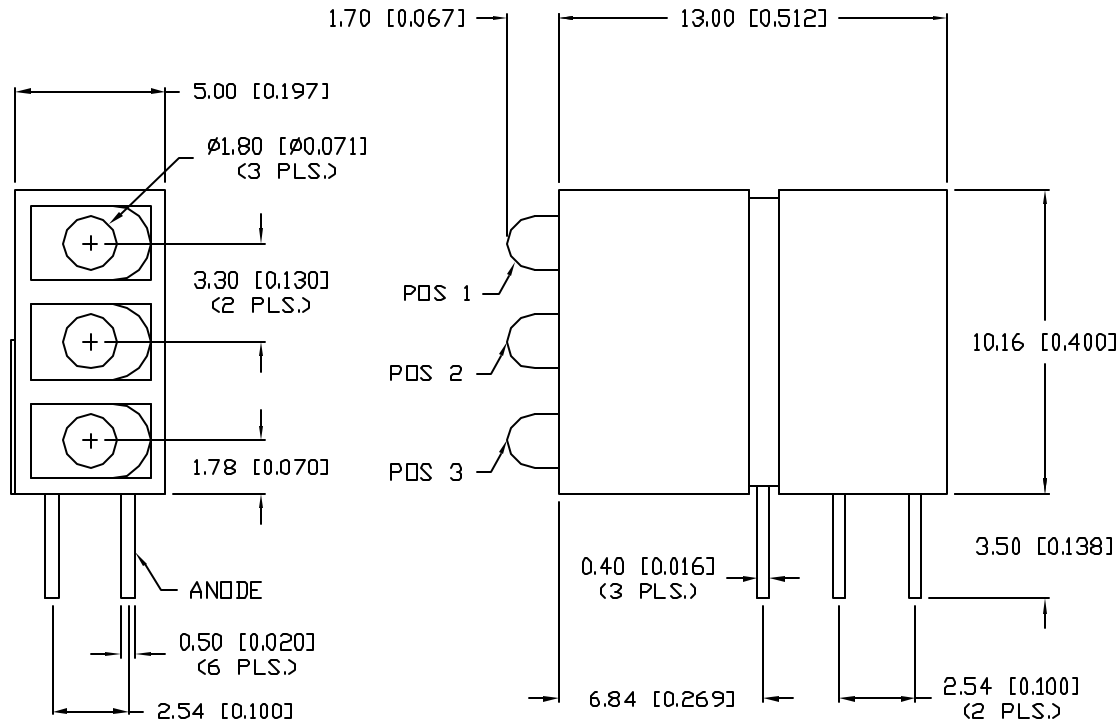 1.70 [0.067]
13.00 [0.512]
5.00 [0.197]
ø1.80 [ø0.071]
(3 PLS.)
3.30 [0.130]
(2 PLS.)
POS 1
10.16 [0.400]
POS 2
1.78 [0.070]
POS 3
3.50 [0.138]
0.40 [0.016]
(3 PLS.)
ANODE
0.50 [0.020]
(6 PLS.)
2.54 [0.100]
6.84 [0.269]
2.54 [0.100]
(2 PLS.)